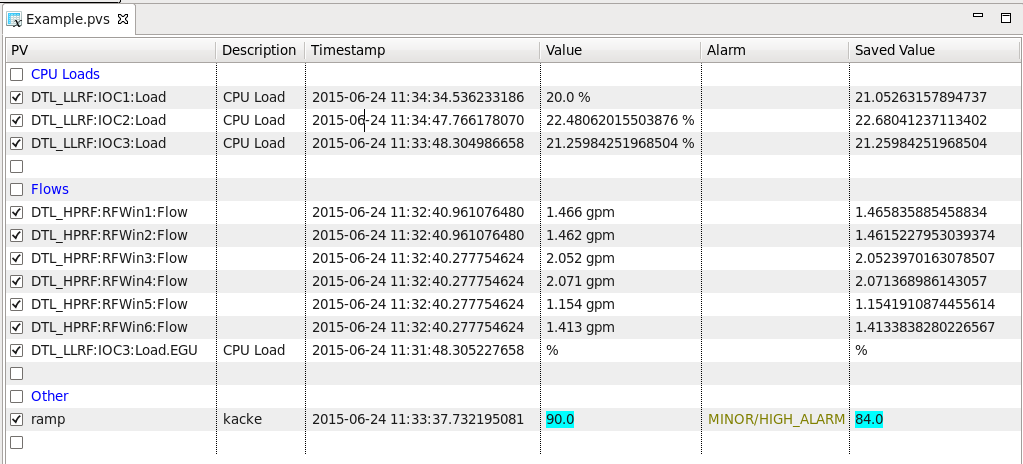 Example.pvs
PV Description Timestamp Value Alarm Saved Value
CPU Loads
DTL_LLRF:IOC1:Load CPU Load 2015-06-24 11:34:34.536233186 20.0 % 21.05263157894737
DTL_LLRF:IOC2:Load CPU Load 2015-06-24 11:34:47.766178070 22.48062015503876 % 22.68041237113402
DTL_LLRF:IOC3:Load CPU Load 2015-06-24 11:33:48.304986658 21.25984251968504 % 21.25984251968504
Flows
DTL_HPRF:RFWin1:Flow 2015-06-24 11:32:40.961076480 1.466 gpm 1.465835885458834
DTL_HPRF:RFWin2:Flow 2015-06-24 11:32:40.961076480 1.462 gpm 1.4615227953039374
DTL_HPRF:RFWin3:Flow 2015-06-24 11:32:40.277754624 2.052 gpm 2.0523970163078507
DTL_HPRF:RFWin4:Flow 2015-06-24 11:32:40.277754624 2.071 gpm 2.071368986143057
DTL_HPRF:RFWin5:Flow 2015-06-24 11:32:40.277754624 1.154 gpm 1.1541910874455614
DTL_HPRF:RFWin6:Flow 2015-06-24 11:32:40.277754624 1.413 gpm 1.4133838280226567
DTL_LLRF:IOC3:Load.EGU CPU Load 2015-06-24 11:31:48.305227658 % %
Other
ramp kacke 2015-06-24 11:33:37.732195081 90.0 MINOR/HIGH_ALARM 84.0